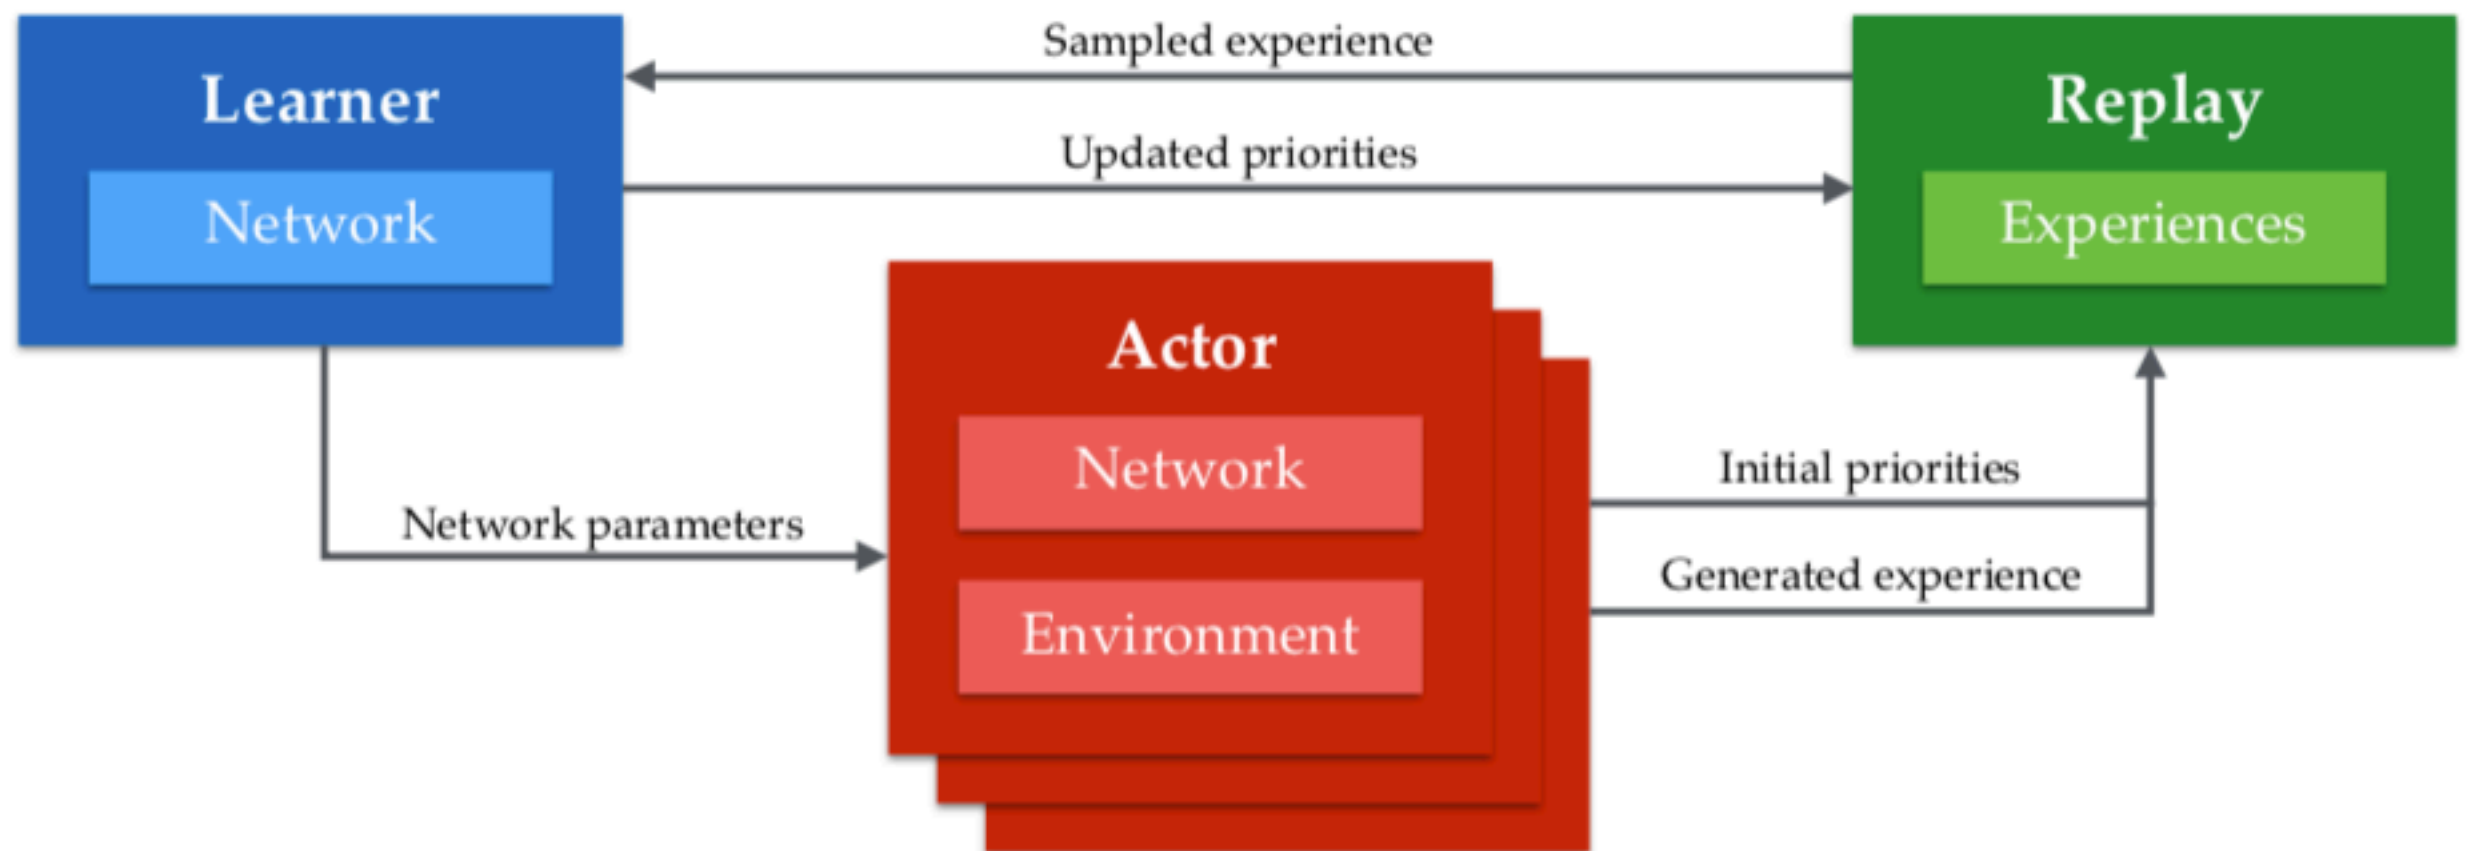 Sampled experience
Learner
Replay
Updated priorities
Network
Experiences
Actor
Network
Initial priorities
Network parameters
Generated experience
Environment